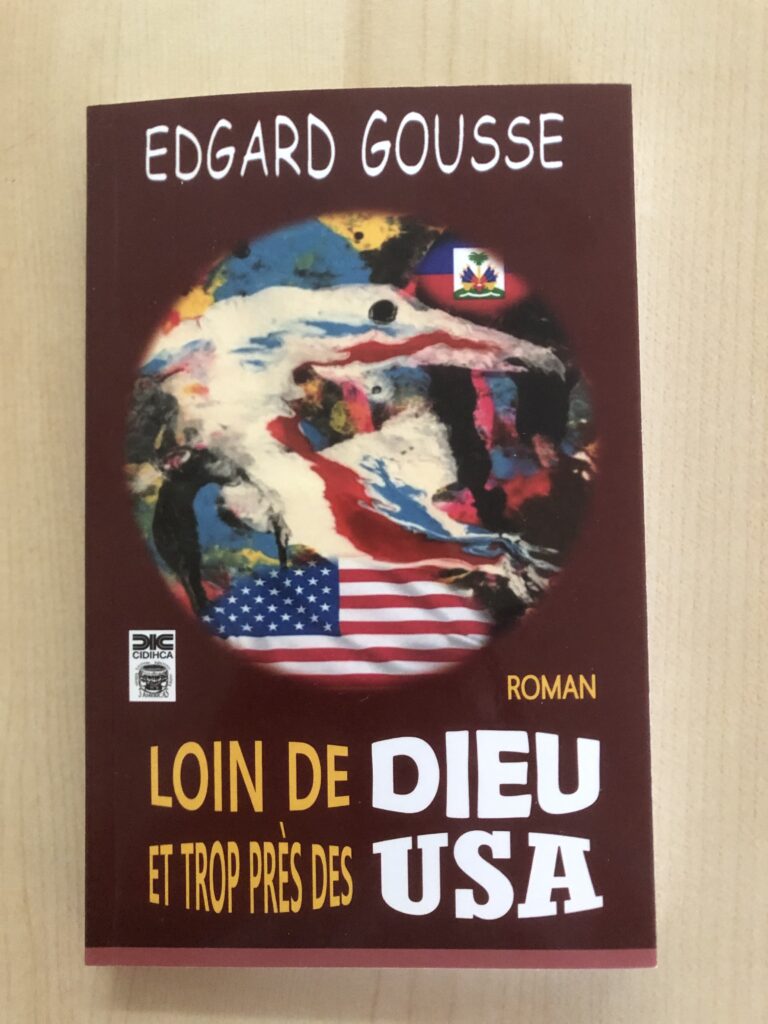 EDGARD GOUSSE
CIDIHCA
ROMAN
LOIN DE DIEU
ET TROP PRÈS DES USA